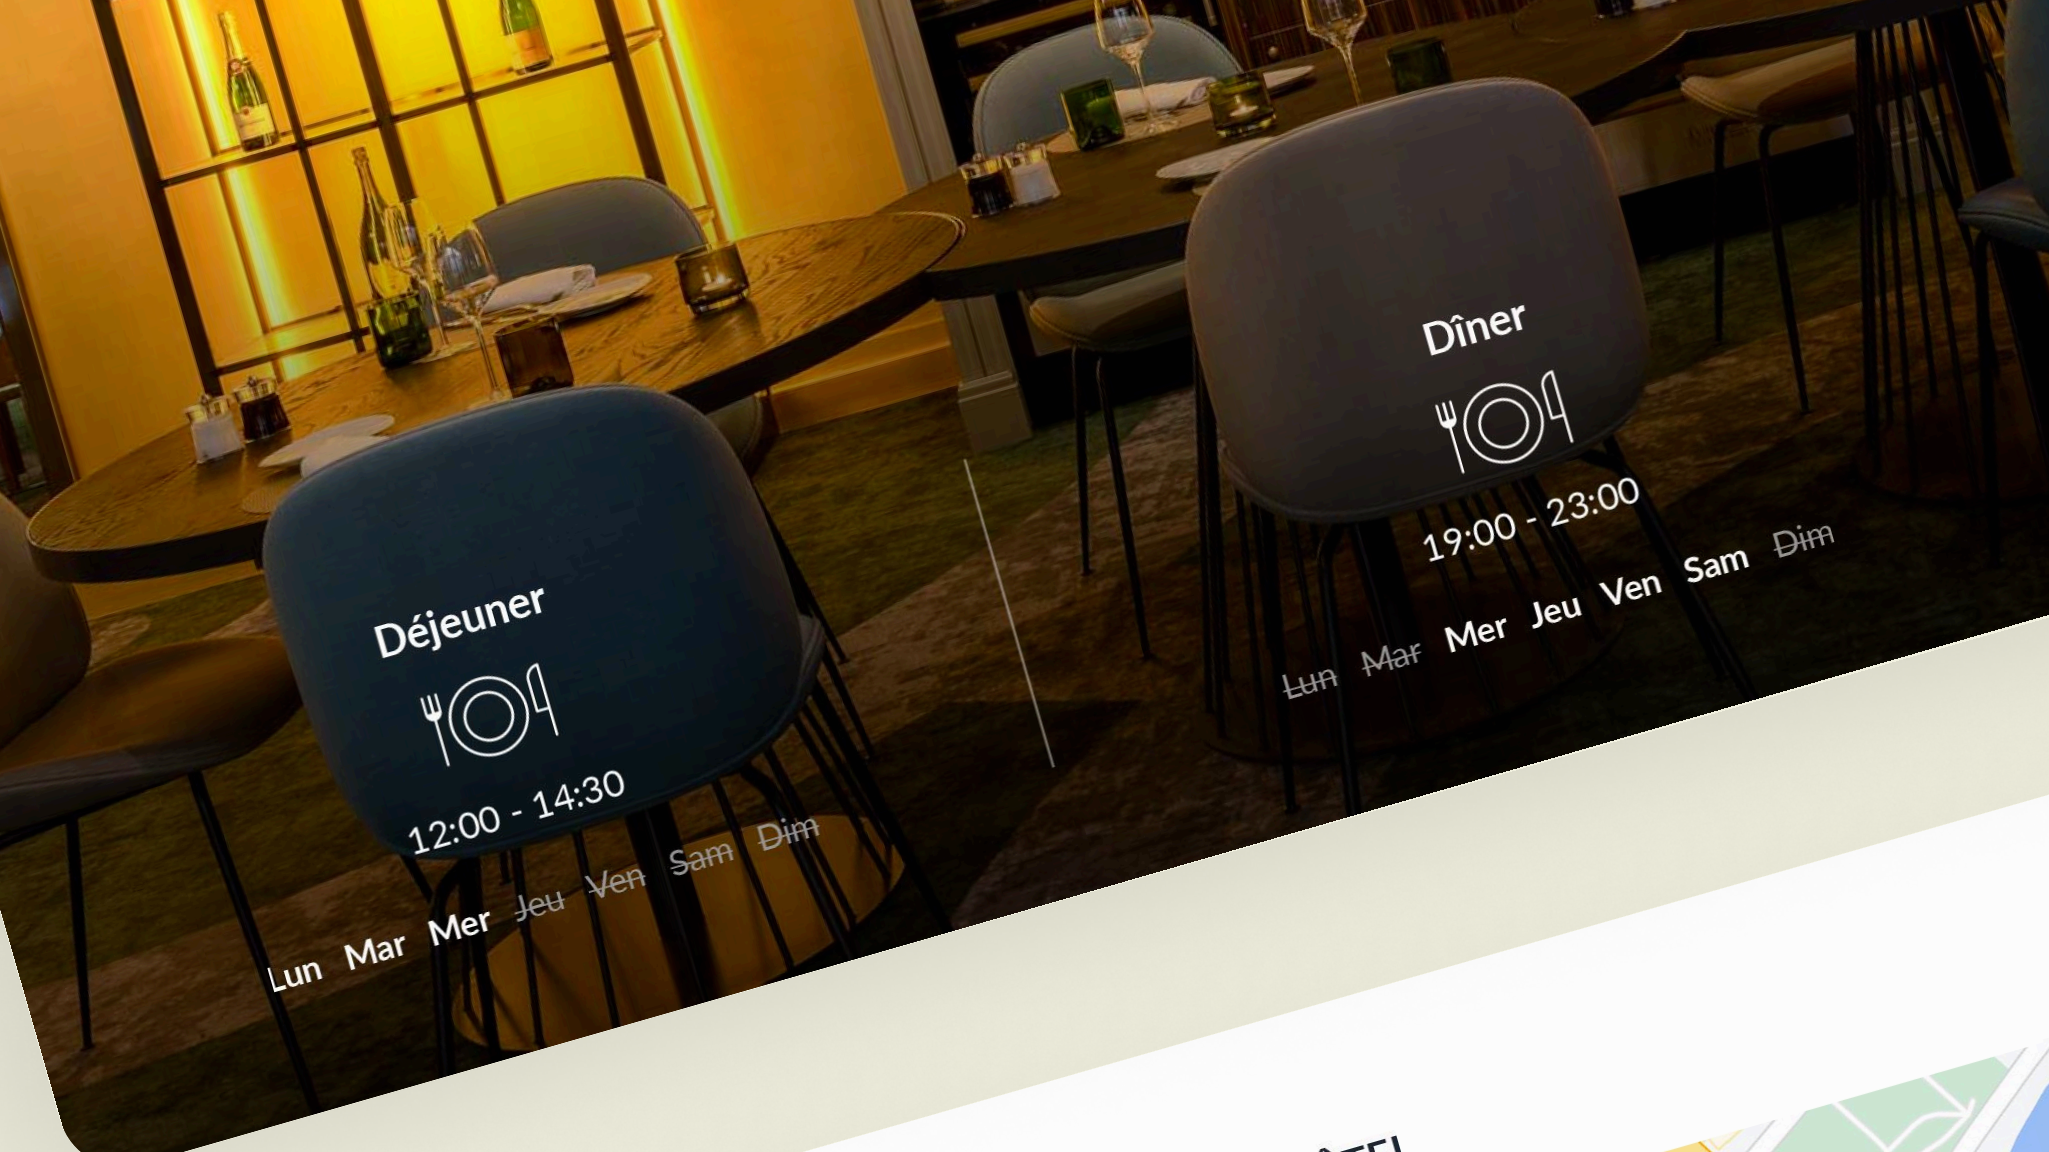 Déjeuner
12:00 - 14:30
Lun Mar Mer Jeu Ven Sam Dim
Dîner
19:00 - 23:00
Lun Mar Mer Jeu Ven Sam Dim